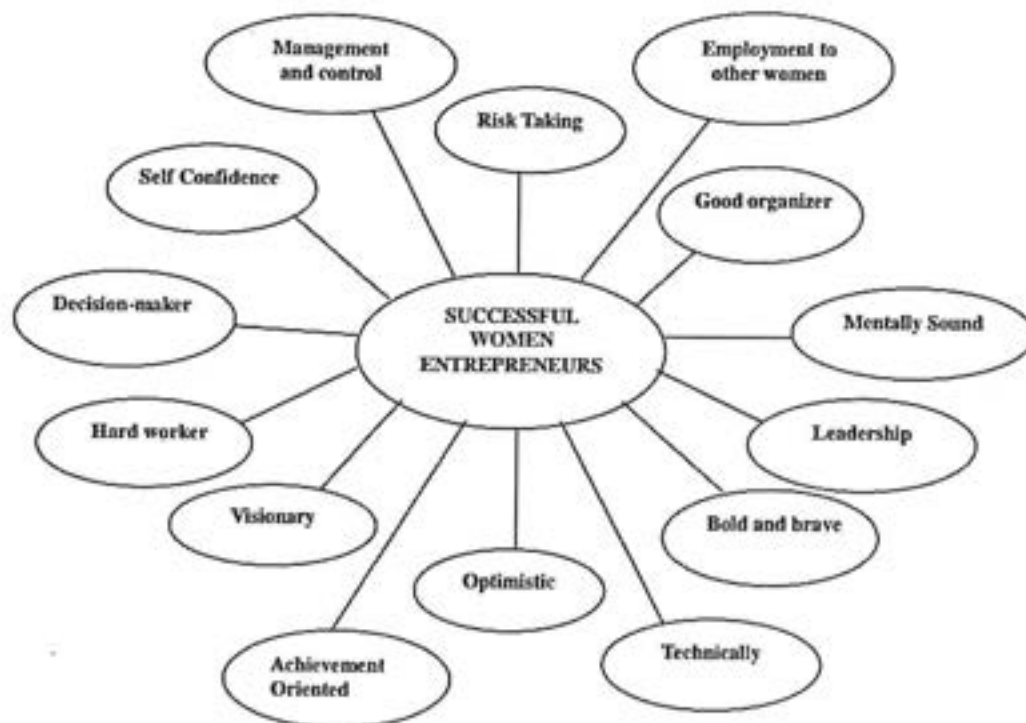 Management
and control
Employment to
other women
Risk Taking
Self Confidence
Good organizer
Decision-maker
SUCCESSFUL
WOMEN
ENTREPRENEURS
Mentally Sound
Hard worker
Leadership
Visionary
Bold and brave
Optimistic
Achievement
Oriented
Technically